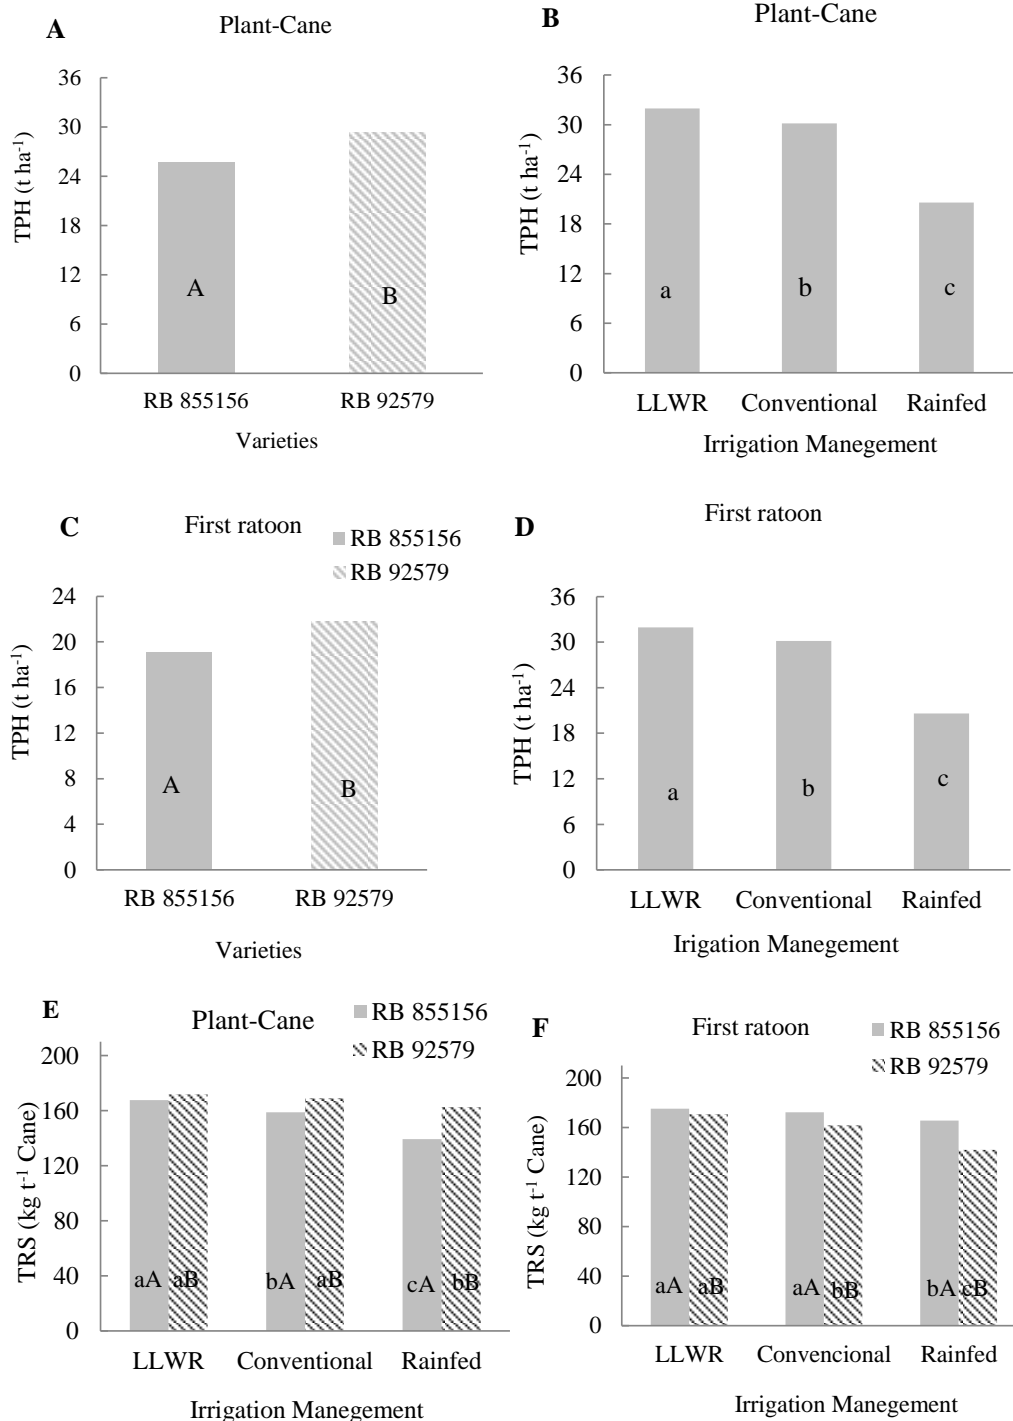 A
Plant-Cane
TPH (t ha-1)
36
30
24
18
12
6
0
A
B
RB 855156
RB 92579
Varieties
B
Plant-Cane
TPH (t ha-1)
36
30
24
18
12
6
0
a
b
c
LLWR
Conventional
Rainfed
Irrigation Manegement
C
First ratoon
RB 855156
RB 92579
TPH (t ha-1)
24
20
16
12
8
4
0
A
B
RB 855156
RB 92579
Varieties
D
First ratoon
TPH (t ha-1)
36
30
24
18
12
6
0
a
b
c
LLWR
Conventional
Rainfed
Irigation Manegement
E
Plant-Cane
RB 855156
RB 92579
TRS (kg t-1 Cane)
200
160
120
80
40
0
aA
aB
bA
aB
cA
bB
LLWR
Conventional
Rainfed
Irrigation Manegement
F
First ratoon
RB 855156
RB 92579
TRS (kg t-1 Cane)
200
160
120
80
40
0
aA
aB
aA
bB
bA
cB
LLWR
Convencional
Rainfed
Irrigation Manegement